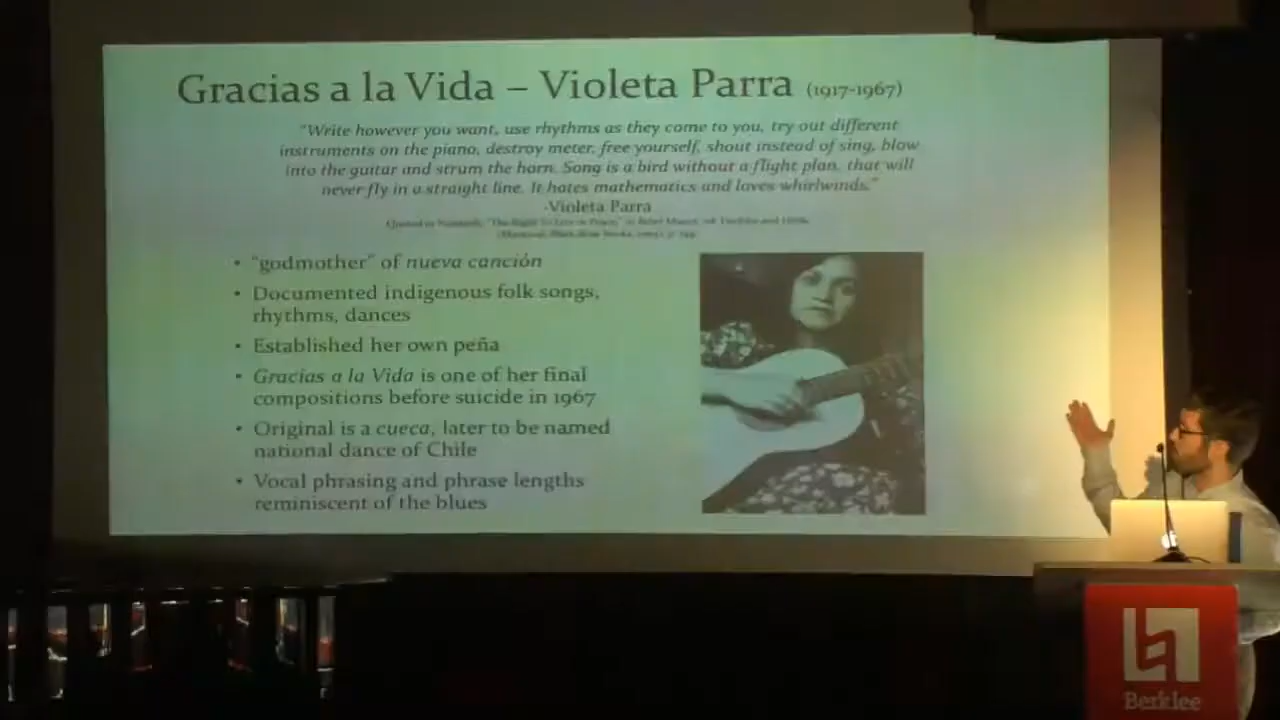 Gracias a la Vida – Violeta Parra (1917-1967)
"Write however you want, use rhythms as they come to you, try out different
instruments on the piano, destroy meter, free yourself, shout instead of sing, blow
into the guitar and strum the horn. Song is a bird without a flight plan, that will
never fly in a straight line. It hates mathematics and loves whirlwinds."
-Violeta Parra
• "godmother" of nueva canción
• Documented indigenous folk songs,
rhythms, dances
• Established her own peña
• Gracias a la Vida is one of her final
compositions before suicide in 1967
• Original is a cueca, later to be named
national dance of Chile
• Vocal phrasing and phrase lengths
reminiscent of the blues
Berklee